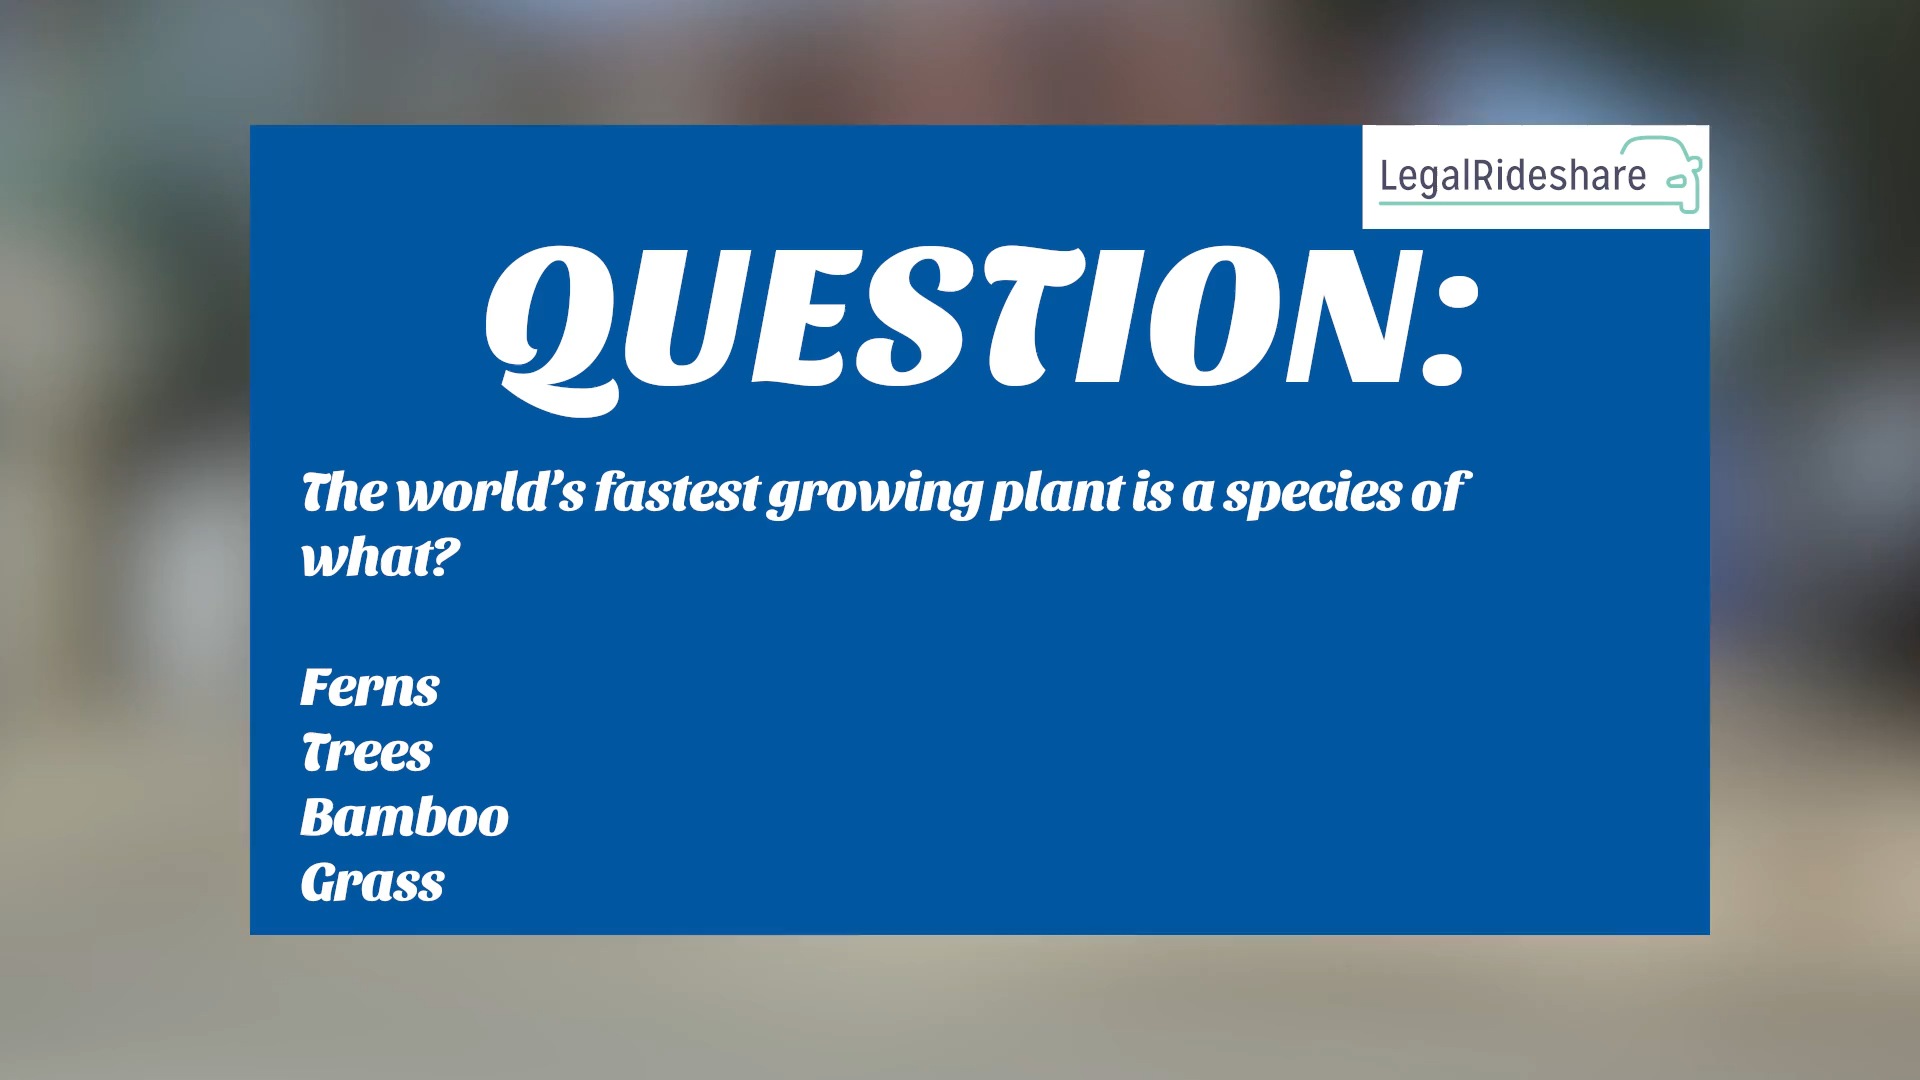 LegalRideshare
QUESTION:
The world’s fastest growing plant is a species of
what?
Ferns
Trees
Bamboo
Grass